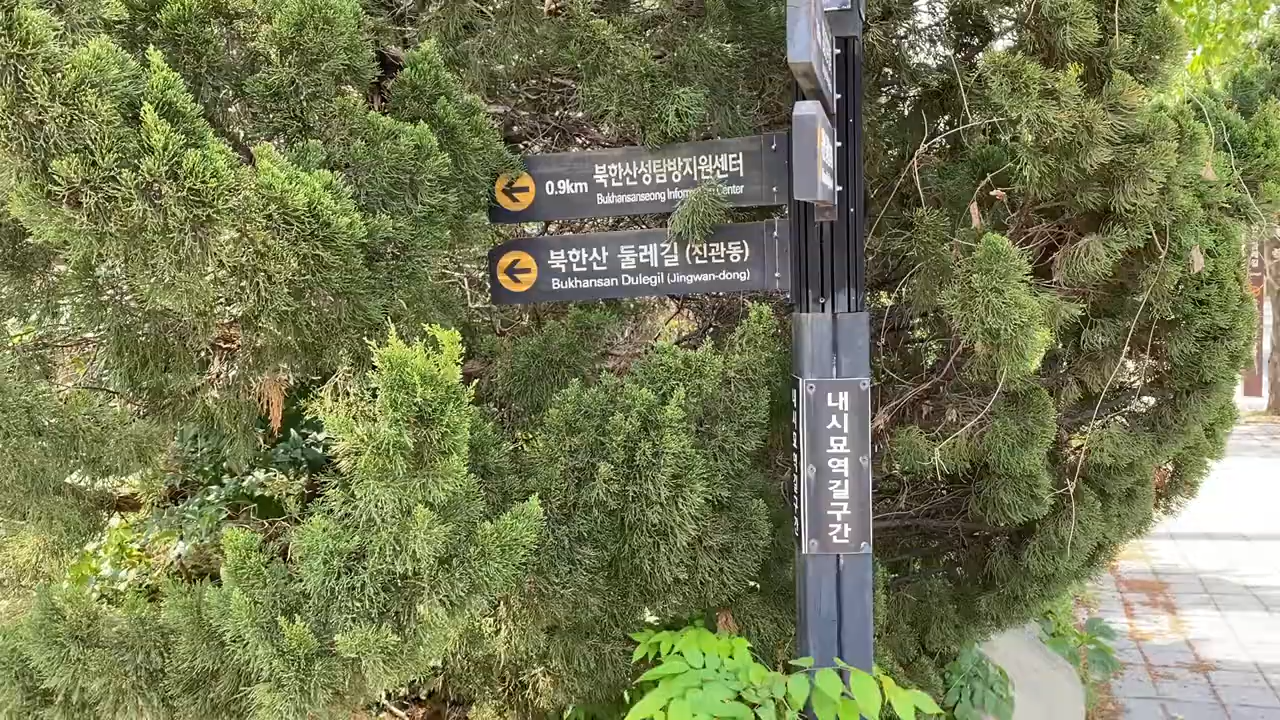 0.9km 북한산성탐방지원센터
Bukhansanseong Information Center
북한산 둘레길 (진관동)
Bukhansan Dulegil (Jingwan-dong)
내시묘역길구간